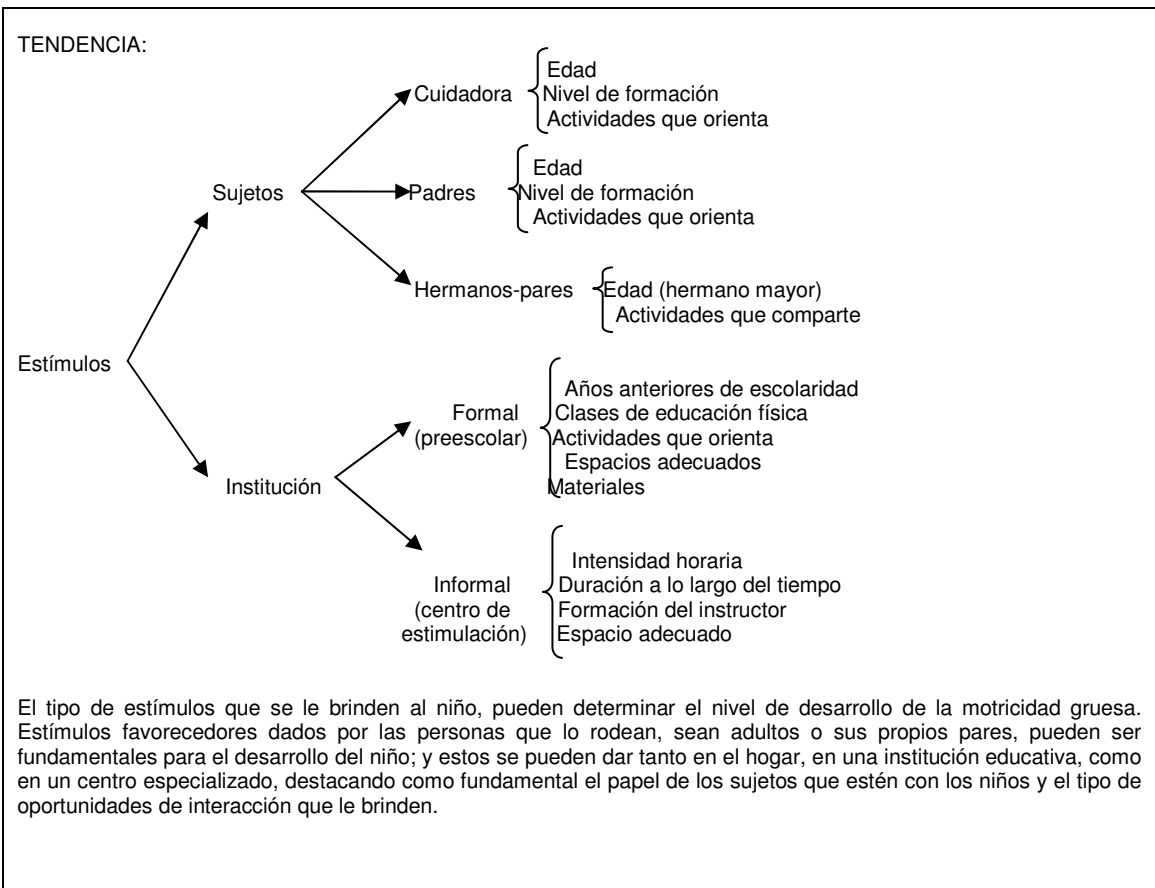 TENDENCIA:
Edad
Cuidadora
Nivel de formación
Actividades que orienta
Edad
Sujetos
Padres
Nivel de formación
Actividades que orienta
Hermanos-pares
Edad (hermano mayor)
Actividades que comparte
Estímulos
Años anteriores de escolaridad
Formal
Clases de educación física
(preescolar)
Actividades que orienta
Espacios adecuados
Institución
Materiales
Intensidad horaria
Informal
Duración a lo largo del tiempo
(centro de
Formación del instructor
estimulación)
Espacio adecuado
El tipo de estímulos que se le brinden al niño, pueden determinar el nivel de desarrollo de la motricidad gruesa.
Estímulos favorecedores dados por las personas que lo rodean, sean adultos o sus propios pares, pueden ser
fundamentales para el desarrollo del niño; y estos se pueden dar tanto en el hogar, en una institución educativa, como
en un centro especializado, destacando como fundamental el papel de los sujetos que estén con los niños y el tipo de
oportunidades de interacción que le brinden.